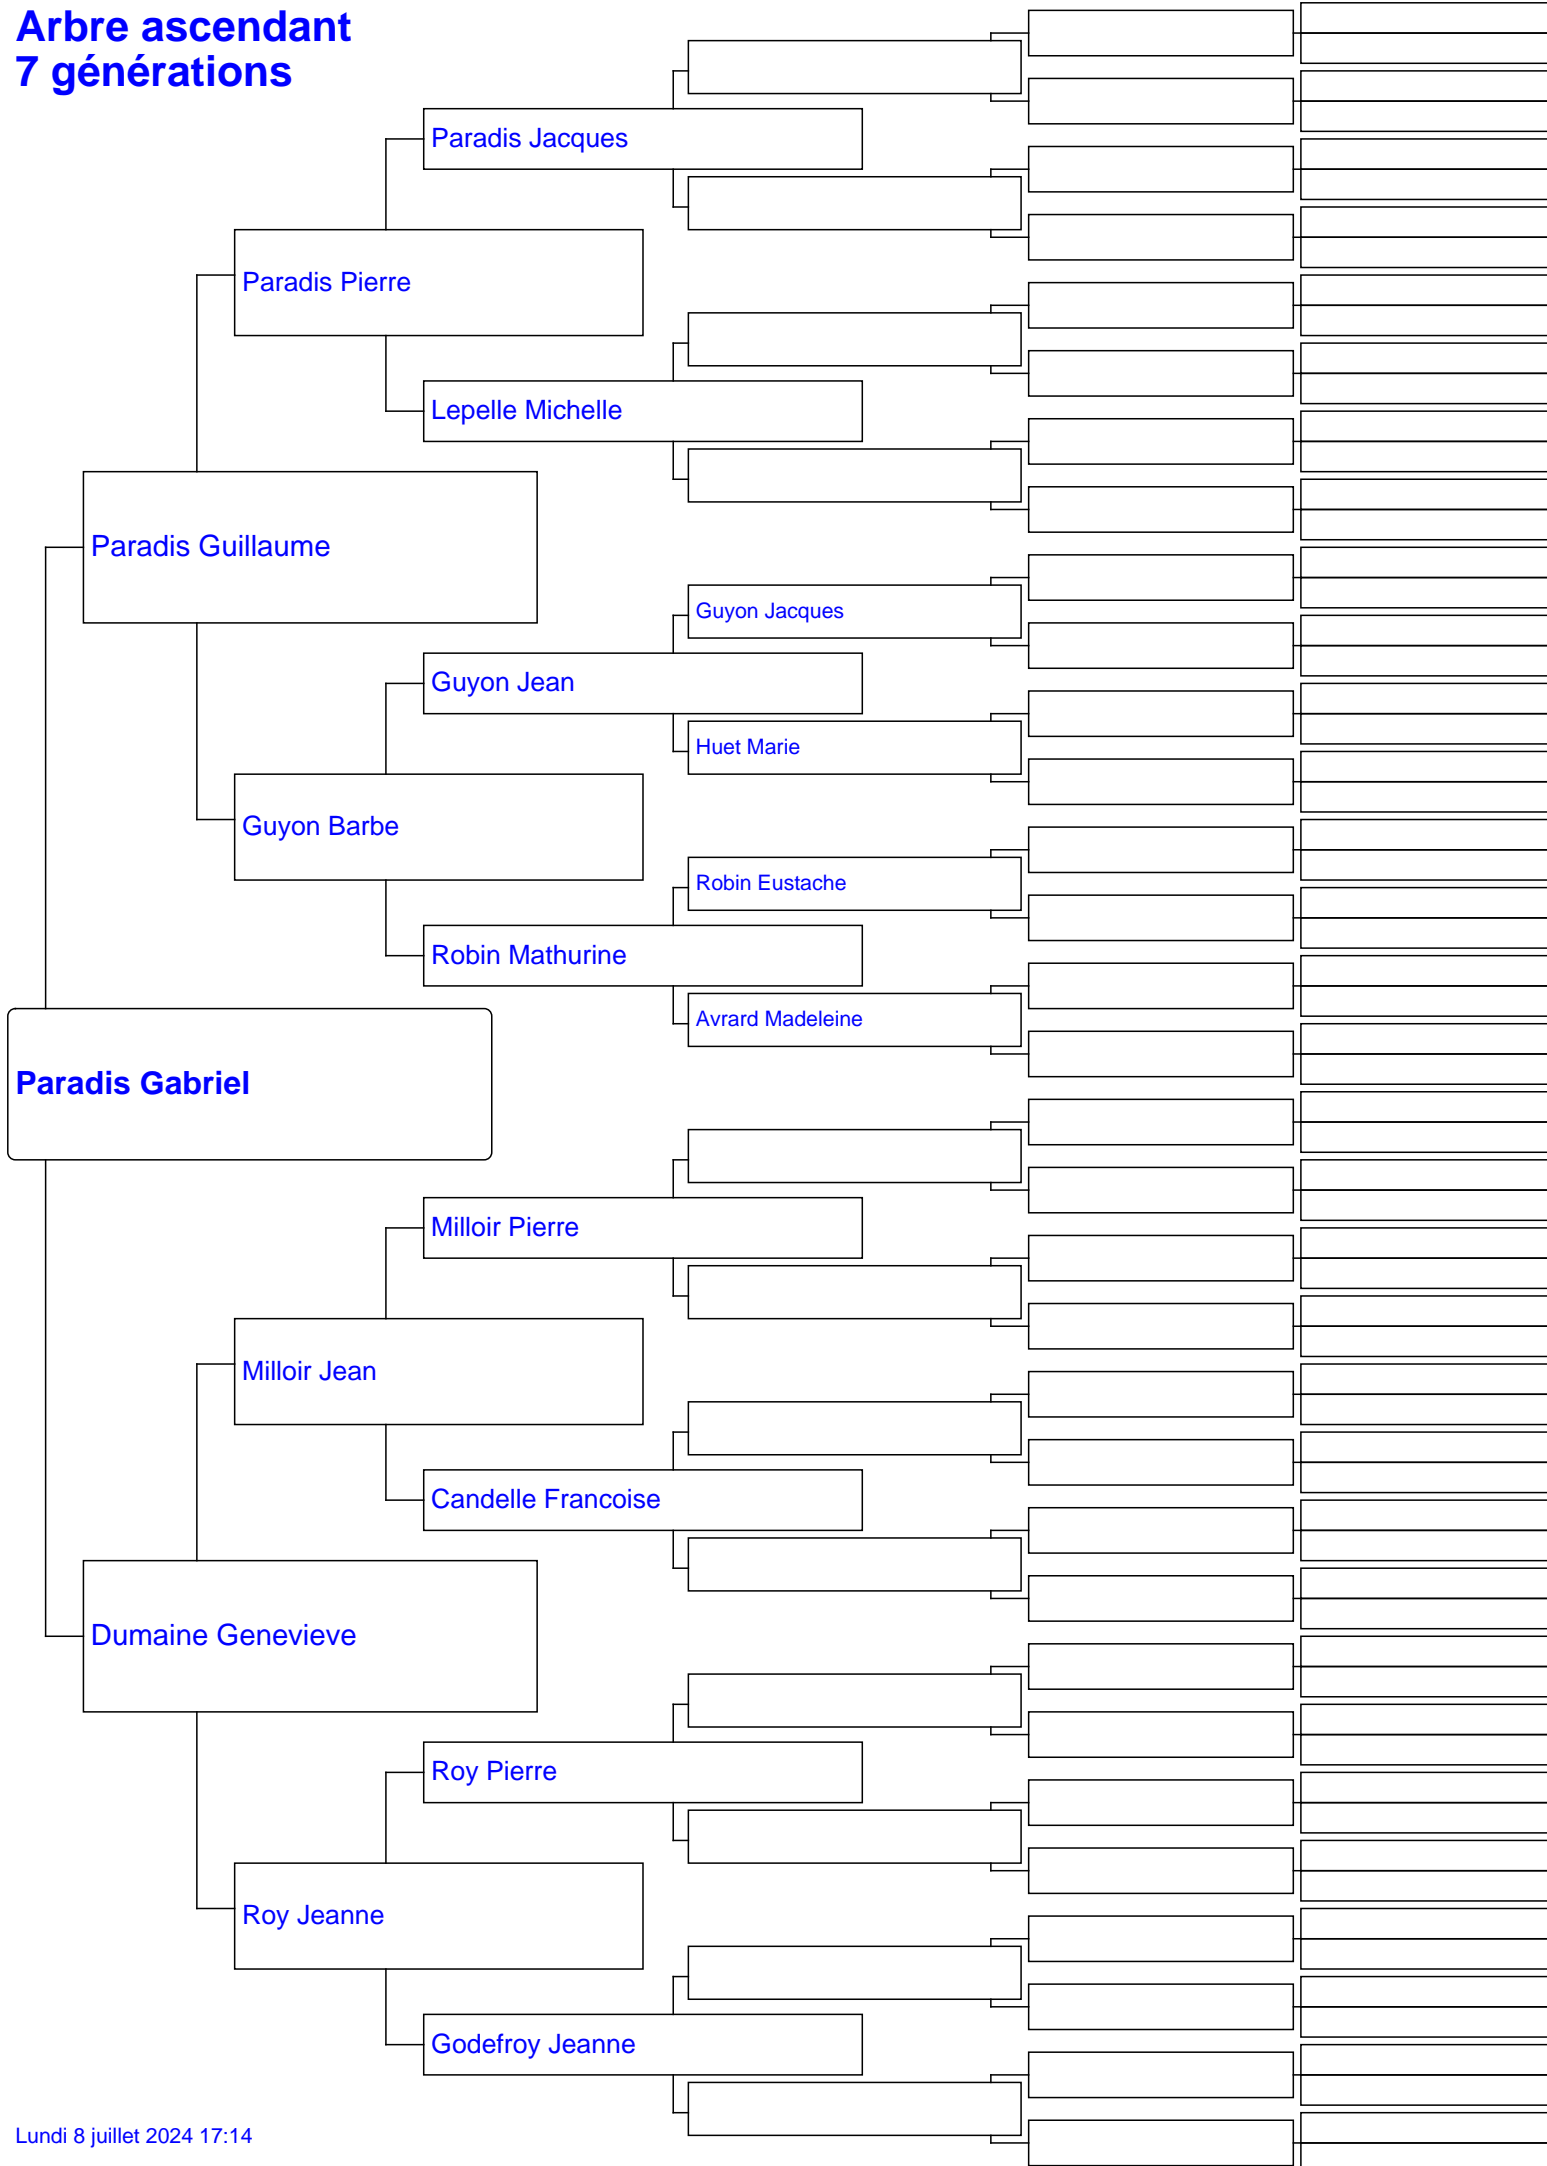 Arbre ascendant
7 générations
Paradis Jacques
Paradis Pierre
Lepelle Michelle
Paradis Guillaume
Guyon Jacques
Guyon Jean
Huet Marie
Guyon Barbe
Robin Eustache
Robin Mathurine
Avrard Madeleine
Paradis Gabriel
Milloir Pierre
Milloir Jean
Candelle Francoise
Dumaine Genevieve
Roy Pierre
Roy Jeanne
Godefroy Jeanne
Lundi 8 juillet 2024 17:14